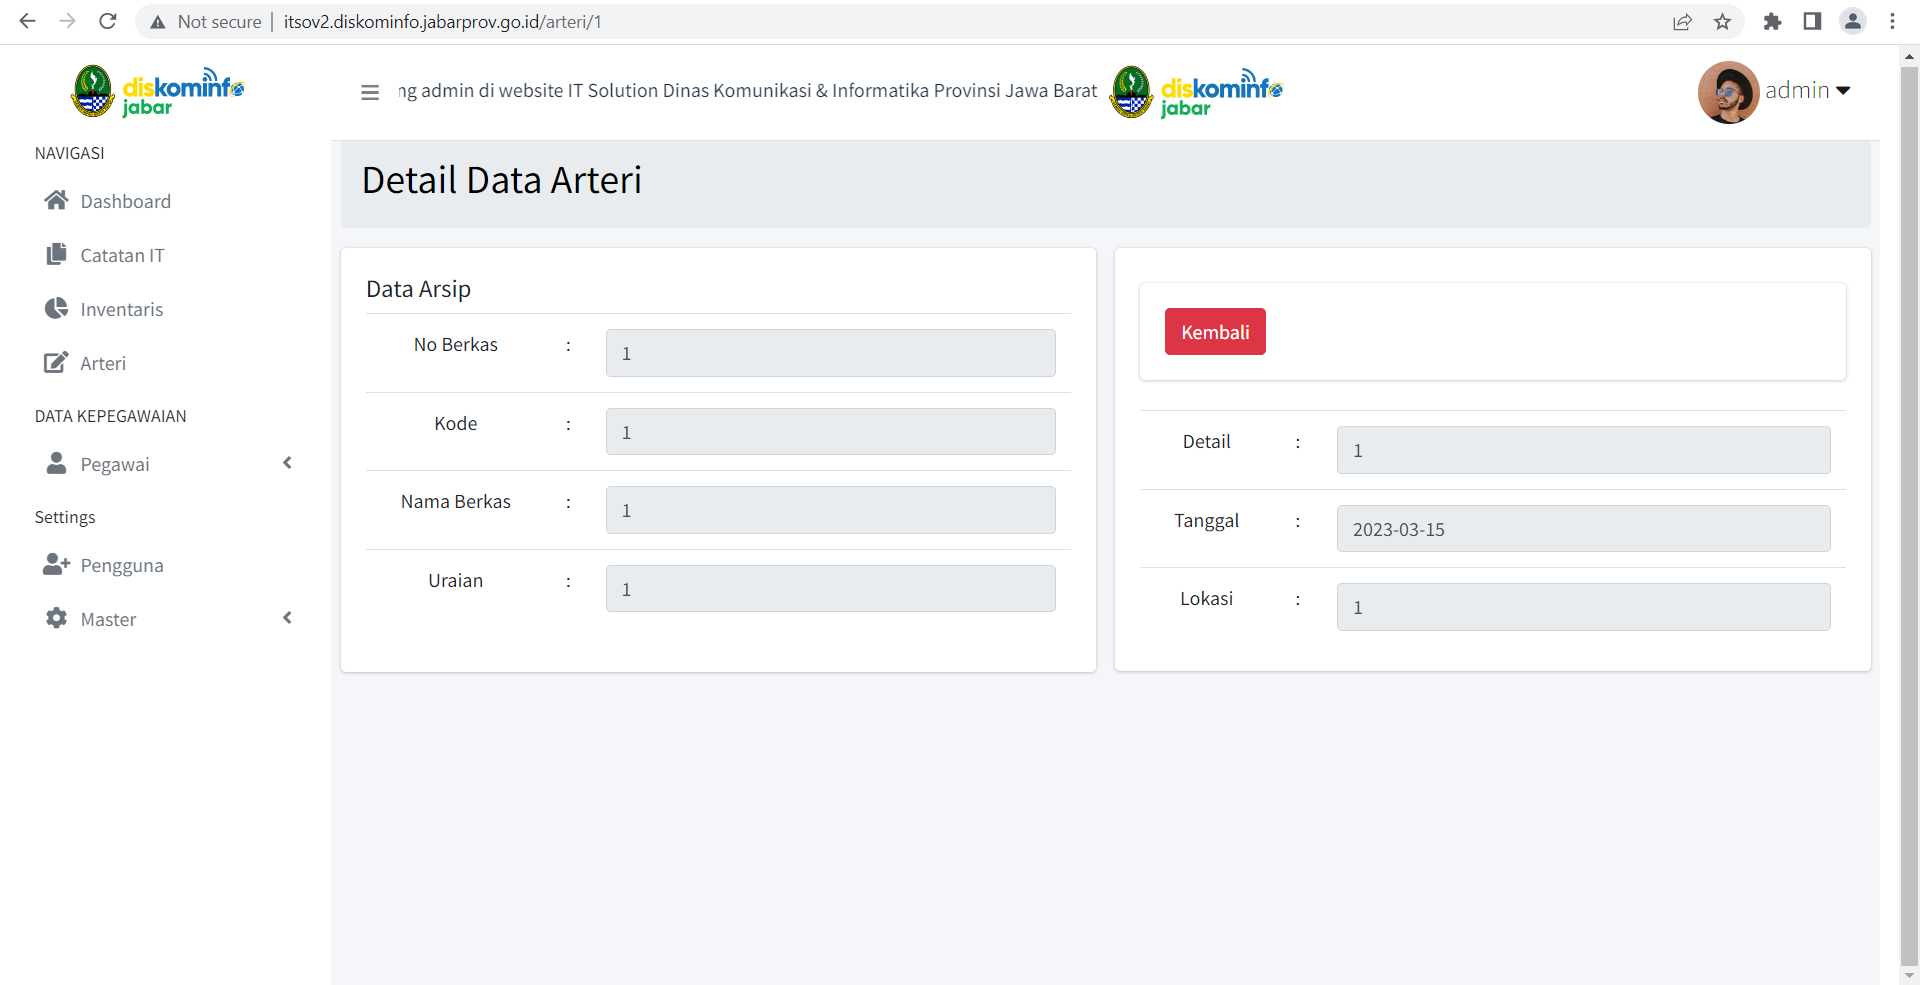 Not secure | itsov2.diskominfo.jabarprov.go.id/arteri/1
diskominfo
jabar
ng admin di website IT Solution Dinas Komunikasi & Informatika Provinsi Jawa Barat
diskominfo
jabar
admin
NAVIGASI
Dashboard
Catatan IT
Inventaris
Arteri
DATA KEPEGAWAIAN
Pegawai
Settings
Pengguna
Master
Detail Data Arteri
Data Arsip
No Berkas : 1
Kode : 1
Nama Berkas : 1
Uraian : 1
Kembali
Detail : 1
Tanggal : 2023-03-15
Lokasi : 1